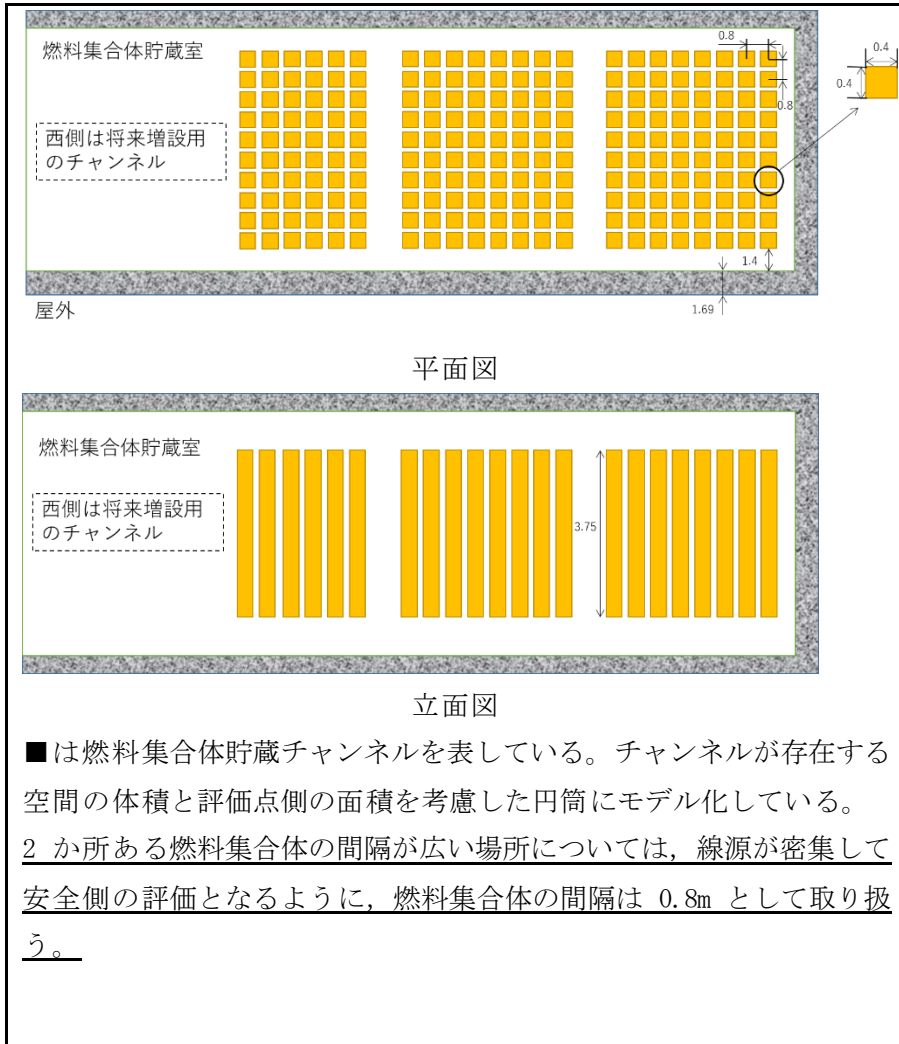 燃料集合体貯蔵室
0.8
0.4
0.4
0.8
西側は将来増設用
のチャンネル
1.4
1.69
屋外
平面図
燃料集合体貯蔵室
西側は将来増設用
のチャンネル
3.75
立面図
■は燃料集合体貯蔵チャンネルを表している。チャンネルが存在する
空間の体積と評価点側の面積を考慮した円筒にモデル化している。
2 か所ある燃料集合体の間隔が広い場所については，線源が密集して
安全側の評価となるように，燃料集合体の間隔は 0.8m として取り扱
う。